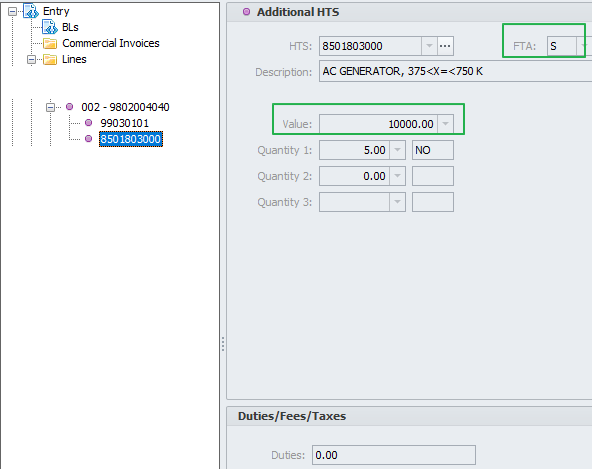 Entry
BLs
Commercial Invoices
Lines
002 - 9802004040
99030101
8501803000
Additional HTS
HTS: 8501803000 ... FTA: S
Description: AC GENERATOR, 375<X=<750 K
Value: 10000.00
Quantity 1: 5.00 NO
Quantity 2: 0.00
Quantity 3:
Duties/Fees/Taxes
Duties: 0.00